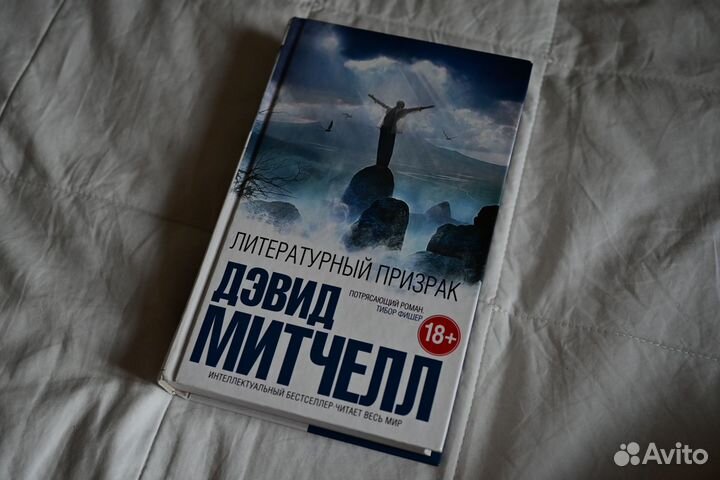 ЛИТЕРАТУРНЫЙ ПРИЗРАК
ДЭВИД
ПОТРЯСАЮЩИЙ РОМАН.
ТИБОР ФИШЕР
18+
МИТЧЕЛЛ
ИНТЕЛЛЕКТУАЛЬНЫЙ БЕСТСЕЛЛЕР ЧИТАЕТ ВЕСЬ МИР
Avito